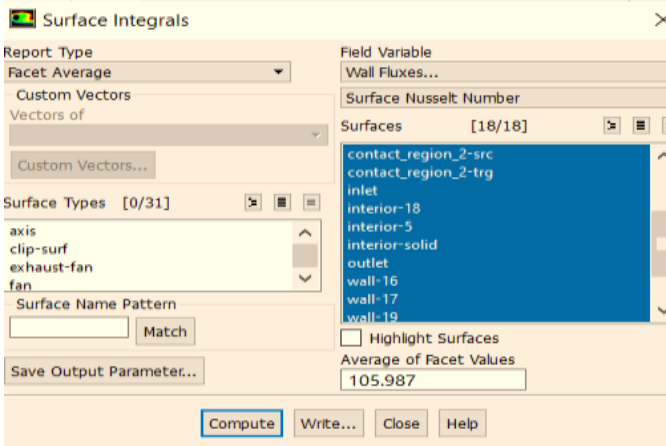 Surface Integrals
Report Type
Facet Average
Custom Vectors
Vectors of
Custom Vectors...
Surface Types [0/31]
axis
clip-surf
exhaust-fan
fan
Surface Name Pattern
Match
Save Output Parameter...
Field Variable
Wall Fluxes...
Surface Nusselt Number
Surfaces [18/18]
contact_region_2-src
contact_region_2-trg
inlet
interior-18
interior-5
interior-solid
outlet
wall-16
wall-17
wall-19
Highlight Surfaces
Average of Facet Values
105.987
Compute Write... Close Help